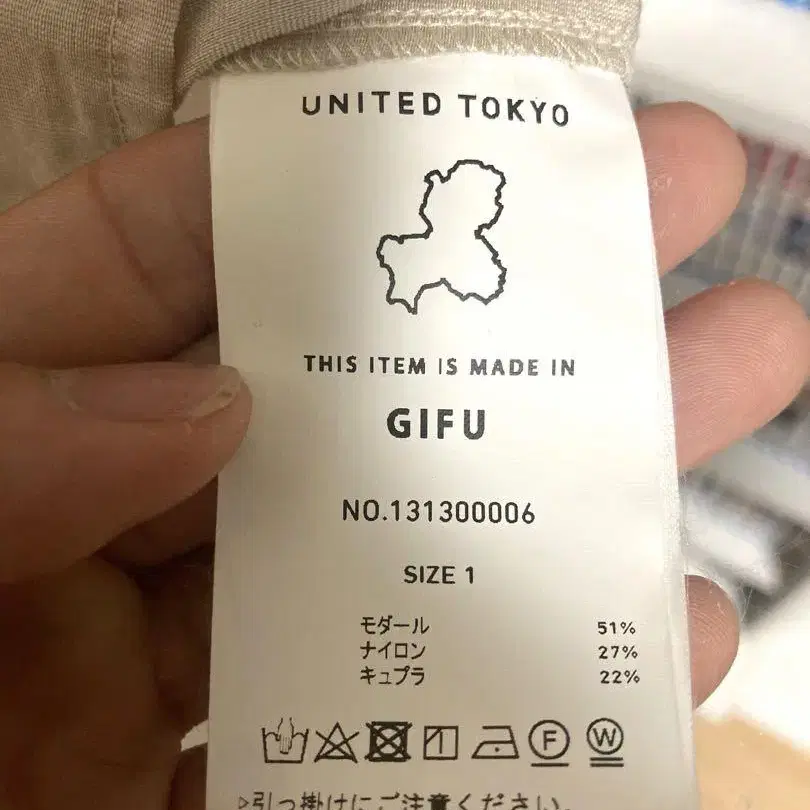 UNITED TOKYO
THIS ITEM IS MADE IN
GIFU
NO.131300006
SIZE 1
モダール 51%
ナイロン 27%
キュプラ 22%
F W
▷引っ掛けにご注意ください。